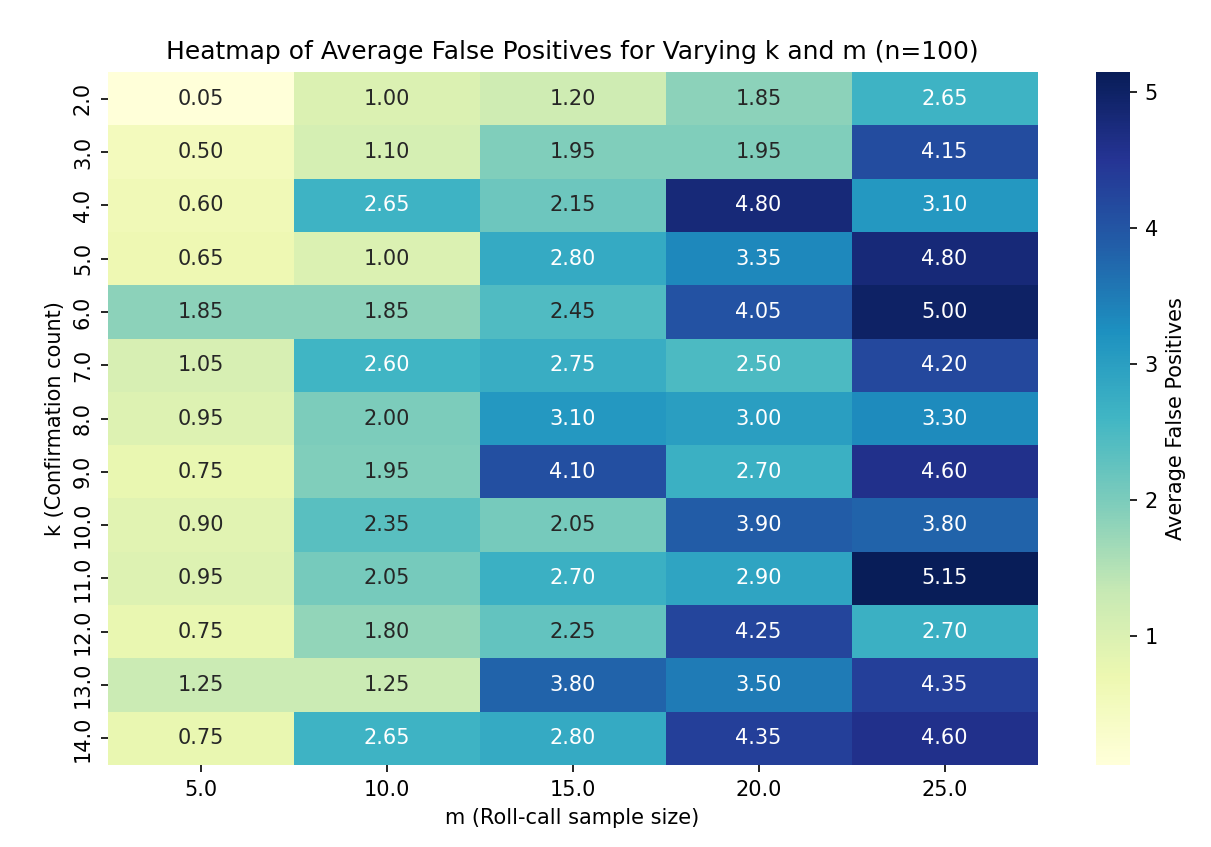 Heatmap of Average False Positives for Varying k and m (n=100)
k (Confirmation count)
2.0 0.05 1.00 1.20 1.85 2.65
3.0 0.50 1.10 1.95 1.95 4.15
4.0 0.60 2.65 2.15 4.80 3.10
5.0 0.65 1.00 2.80 3.35 4.80
6.0 1.85 1.85 2.45 4.05 5.00
7.0 1.05 2.60 2.75 2.50 4.20
8.0 0.95 2.00 3.10 3.00 3.30
9.0 0.75 1.95 4.10 2.70 4.60
10.0 0.90 2.35 2.05 3.90 3.80
11.0 0.95 2.05 2.70 2.90 5.15
12.0 0.75 1.80 2.25 4.25 2.70
13.0 1.25 1.25 3.80 3.50 4.35
14.0 0.75 2.65 2.80 4.35 4.60
5.0 10.0 15.0 20.0 25.0
m (Roll-call sample size)
5
4
3
2
1
Average False Positives